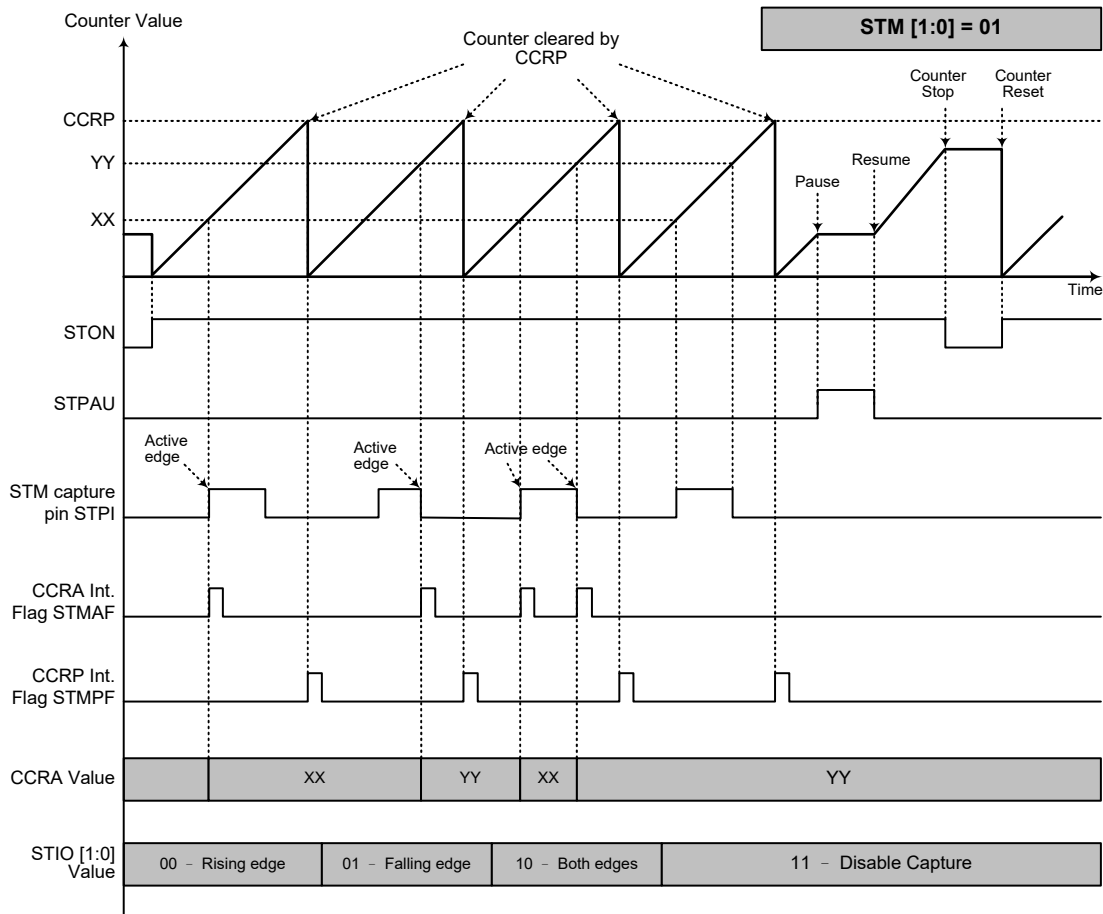 Counter Value
STM [1:0] = 01
Counter cleared by
CCRP
Counter
Stop
Counter
Reset
CCRP
YY
XX
Pause
Resume
Time
STON
STPAU
Active
edge
Active
edge
Active edge
STM capture
pin STPI
CCRA Int.
Flag STMAF
CCRP Int.
Flag STMPF
CCRA Value
XX
YY
XX
YY
STIO [1:0]
Value
00 – Rising edge
01 – Falling edge
10 – Both edges
11 – Disable Capture